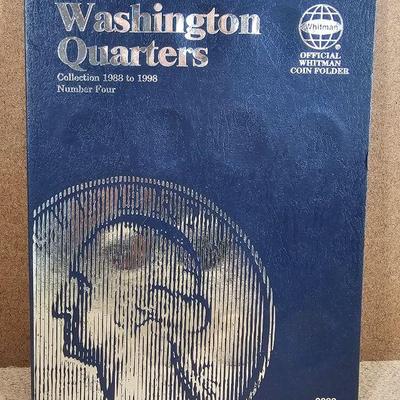 Washington
Quarters
Collection 1988 to 1998
Number Four
Whitman
®
OFFICIAL
WHITMAN
COIN FOLDER